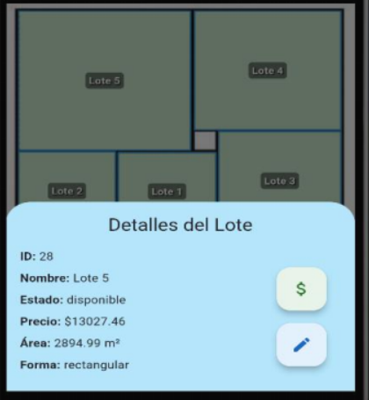 Lote 5
Lote 4
Lote 2
Lote 1
Lote 3
Detalles del Lote
ID: 28
Nombre: Lote 5
Estado: disponible
Precio: $13027.46
Área: 2894.99 m²
Forma: rectangular
$